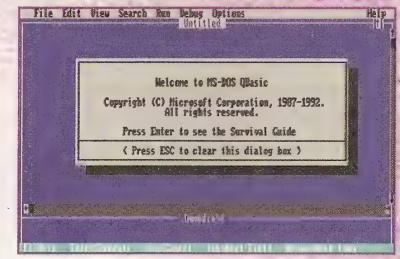 File Edit View Search Run Debug Options Help
Untitled
Welcome to MS-DOS QBasic
Copyright (C) Microsoft Corporation, 1987-1992.
All rights reserved.
Press Enter to see the Survival Guide
( Press ESC to clear this dialog box )